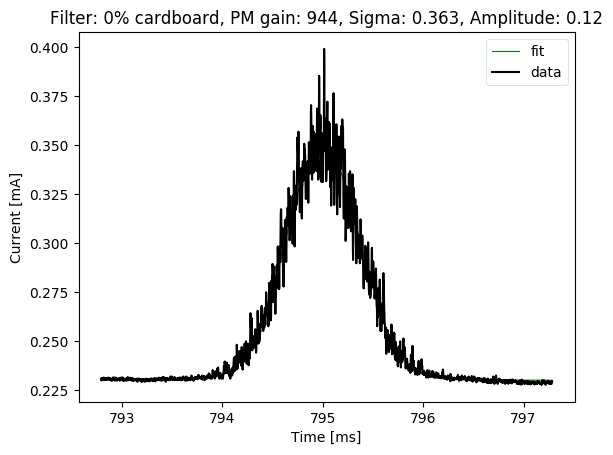 Filter: 0% cardboard, PM gain: 944, Sigma: 0.363, Amplitude: 0.12
0.400
0.375
0.350
0.325
0.300
0.275
0.250
0.225
Current [mA]
fit
data
793 794 795 796 797
Time [ms]